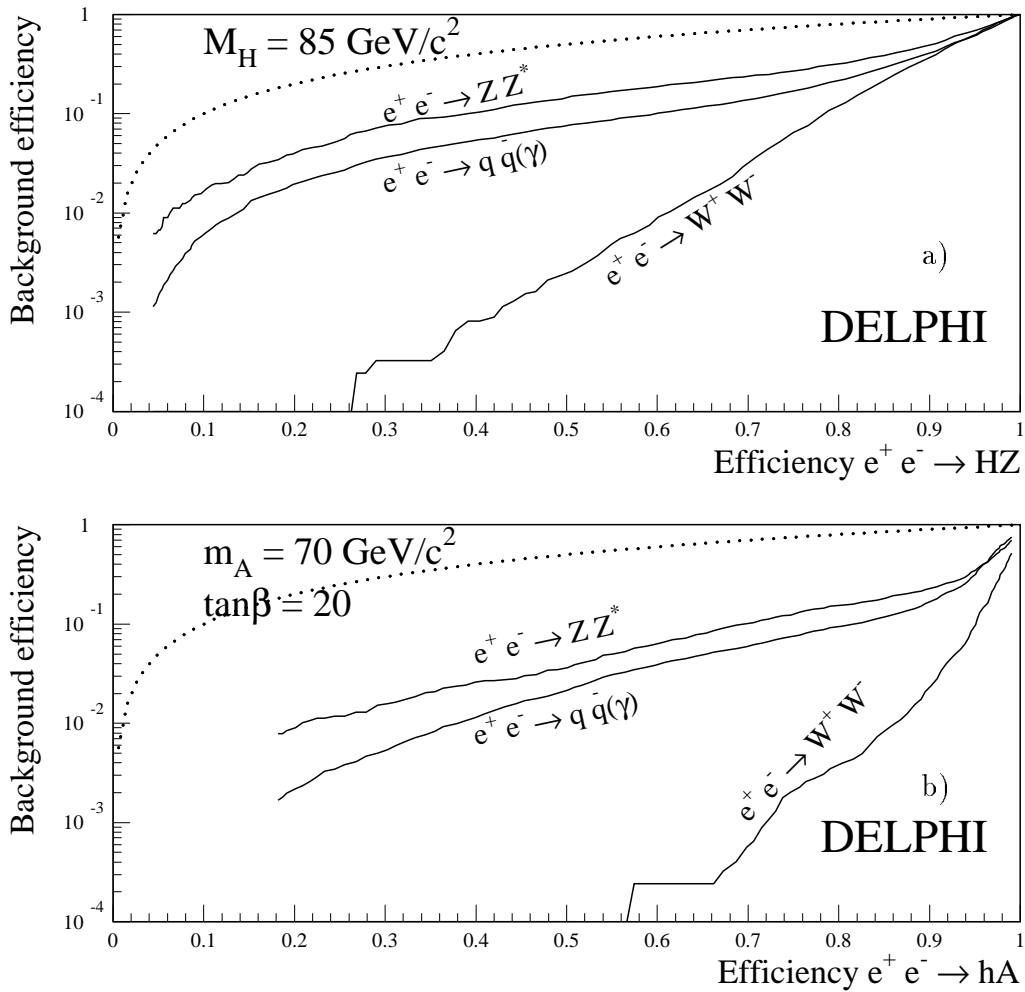 Background efficiency
M_H = 85 GeV/c^2
e^+ e^- → Z Z^*
e^+ e^- → q q̄(γ)
e^+ e^- → W^+ W^-
a)
DELPHI
1
10^-1
10^-2
10^-3
10^-4
0 0.1 0.2 0.3 0.4 0.5 0.6 0.7 0.8 0.9 1
Efficiency e^+ e^- → HZ
Background efficiency
m_A = 70 GeV/c^2
tanβ = 20
e^+ e^- → Z Z^*
e^+ e^- → q q̄(γ)
e^+ e^- → W^+ W^-
b)
DELPHI
1
10^-1
10^-2
10^-3
10^-4
0 0.1 0.2 0.3 0.4 0.5 0.6 0.7 0.8 0.9 1
Efficiency e^+ e^- → hA